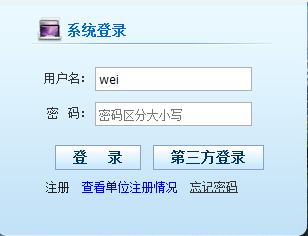 系统登录
用户名: wei
密 码: 密码区分大小写
登 录 第三方登录
注册 查看单位注册情况 忘记密码